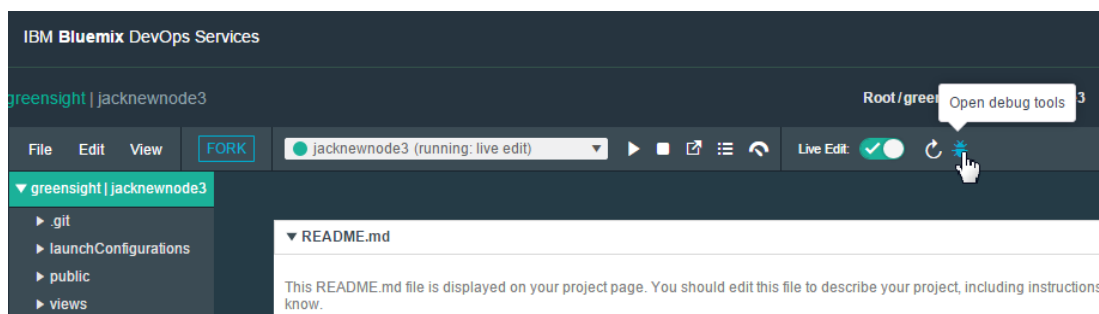 IBM Bluemix DevOps Services
greensight | jacknewnode3
Root/gree
3
Open debug tools
File Edit View FORK jacknewnode3 (running: live edit) Live Edit:
greensight | jacknewnode3
.git
launchConfigurations
public
views
README.md
This README.md file is displayed on your project page. You should edit this file to describe your project, including instructions
know.